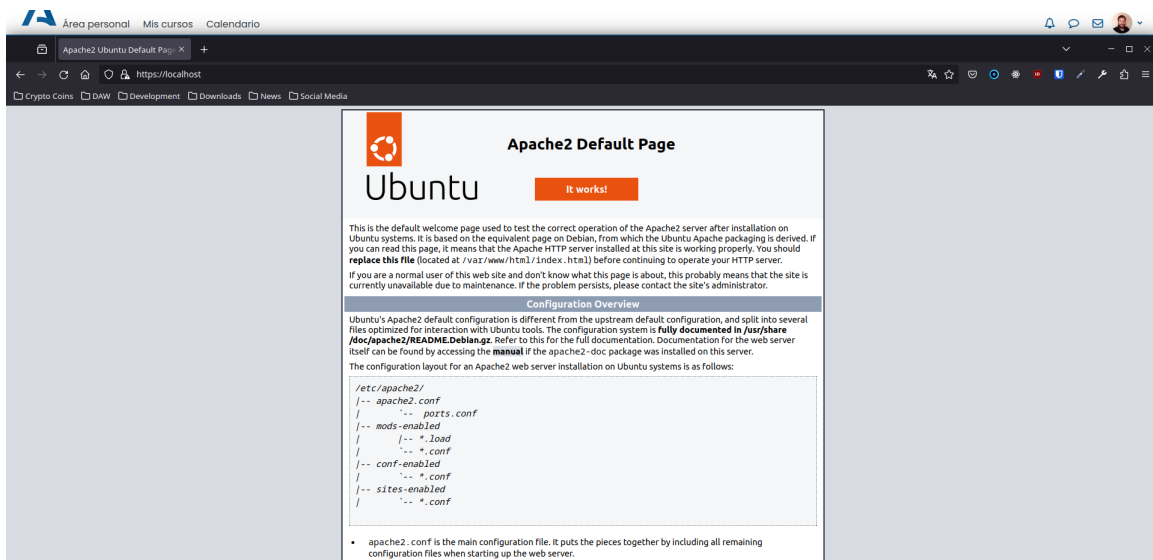 Área personal Mis cursos Calendario
Apache2 Ubuntu Default Page
https://localhost
Crypto Coins DAW Development Downloads News Social Media
Apache2 Default Page
Ubuntu
It works!
This is the default welcome page used to test the correct operation of the Apache2 server after installation on
Ubuntu systems. It is based on the equivalent page on Debian, from which the Ubuntu Apache packaging is derived. If
you can read this page, it means that the Apache HTTP server installed at this site is working properly. You should
replace this file (located at /var/www/html/index.html) before continuing to operate your HTTP server.
If you are a normal user of this web site and don't know what this page is about, this probably means that the site is
currently unavailable due to maintenance. If the problem persists, please contact the site's administrator.
Configuration Overview
Ubuntu's Apache2 default configuration is different from the upstream default configuration, and split into several
files optimized for interaction with Ubuntu tools. The configuration system is fully documented in /usr/share
/doc/apache2/README.Debian.gz. Refer to this for the full documentation. Documentation for the web server
itself can be found by accessing the manual if the apache2-doc package was installed on this server.
The configuration layout for an Apache2 web server installation on Ubuntu systems is as follows:
/etc/apache2/
|-- apache2.conf
|       `--  ports.conf
|-- mods-enabled
|       |-- *.load
|       `-- *.conf
|-- conf-enabled
|       `-- *.conf
|-- sites-enabled
|       `-- *.conf
• apache2.conf is the main configuration file. It puts the pieces together by including all remaining
configuration files when starting up the web server.